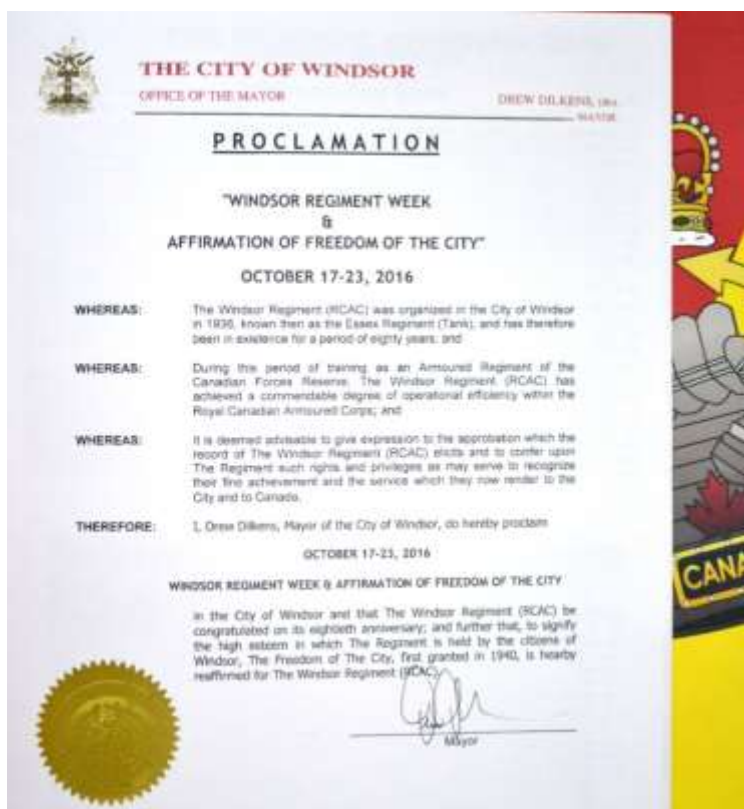 THE CITY OF WINDSOR
OFFICE OF THE MAYOR
DREW DILKENS, MBA
MAYOR
PROCLAMATION
"WINDSOR REGIMENT WEEK
&
AFFIRMATION OF FREEDOM OF THE CITY"
OCTOBER 17-23, 2016
WHEREAS: The Windsor Regiment (RCAC) was organized in the City of Windsor
in 1936, known then as the Essex Regiment (Tank), and has therefore
been in existence for a period of eighty years; and
WHEREAS: During this period of training as an Armoured Regiment of the
Canadian Forces Reserve, The Windsor Regiment (RCAC) has
achieved a commendable degree of operational efficiency within the
Royal Canadian Armoured Corps; and
WHEREAS: It is deemed advisable to give expression to the approbation which the
record of The Windsor Regiment (RCAC) elicits and to confer upon
The Regiment such rights and privileges as may serve to recognize
their fine achievement and the service which they now render to the
City and to Canada.
THEREFORE: I, Drew Dilkens, Mayor of the City of Windsor, do hereby proclaim
OCTOBER 17-23, 2016
WINDSOR REGIMENT WEEK & AFFIRMATION OF FREEDOM OF THE CITY
in the City of Windsor and that The Windsor Regiment (RCAC) be
congratulated on its eightieth anniversary; and further that, to signify
the high esteem in which The Regiment is held by the citizens of
Windsor, The Freedom of The City, first granted in 1940, is hearby
reaffirmed for The Windsor Regiment (RCAC).
Mayor
CANA